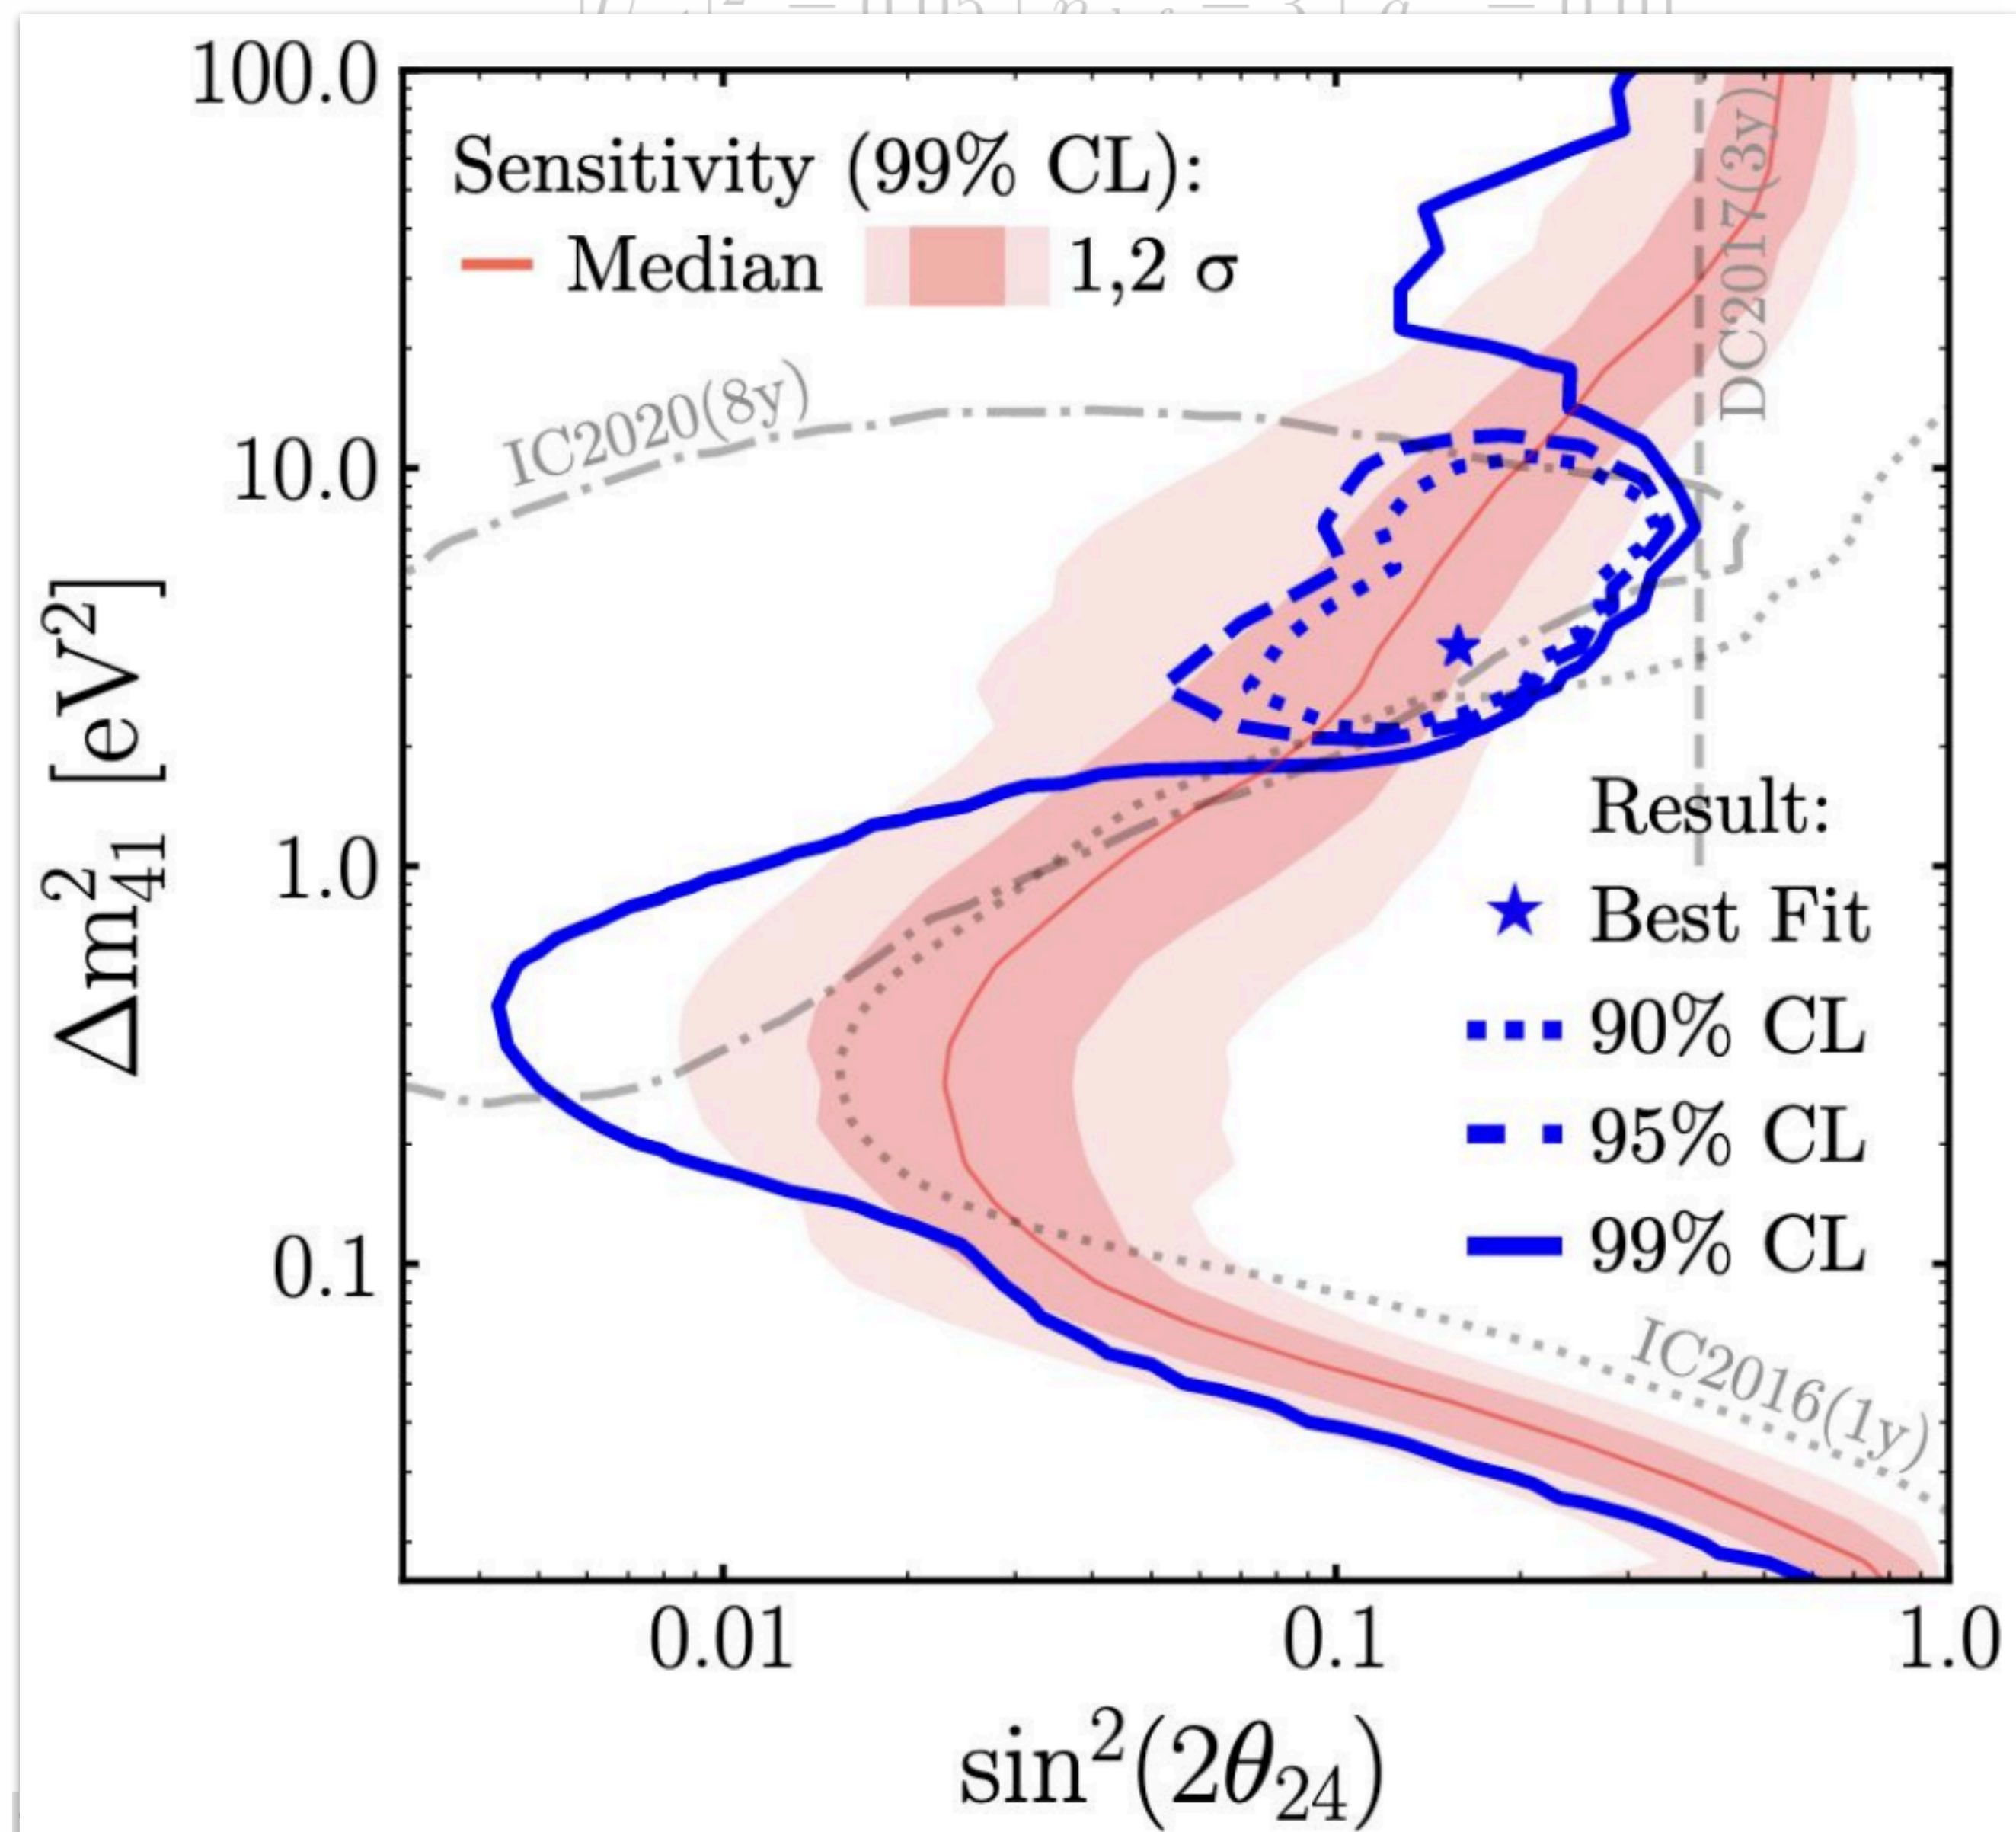 100.0
Sensitivity (99% CL):
Median 1,2 σ
DC2017(3y)
IC2020(8y)
10.0
Δm²₄₁ [eV²]
Result:
1.0
Best Fit
90% CL
95% CL
99% CL
0.1
IC2016(1y)
0.01 0.1 1.0
sin²(2θ₂₄)